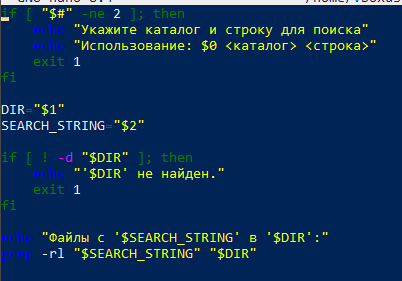 if [ "$#" -ne 2 ]; then
    echo "Укажите каталог и строку для поиска"
    echo "Использование: $0 <каталог> <строка>"
    exit 1
fi

DIR="$1"
SEARCH_STRING="$2"

if [ ! -d "$DIR" ]; then
    echo "'$DIR' не найден."
    exit 1
fi

echo "Файлы с '$SEARCH_STRING' в '$DIR':"
grep -rl "$SEARCH_STRING" "$DIR"